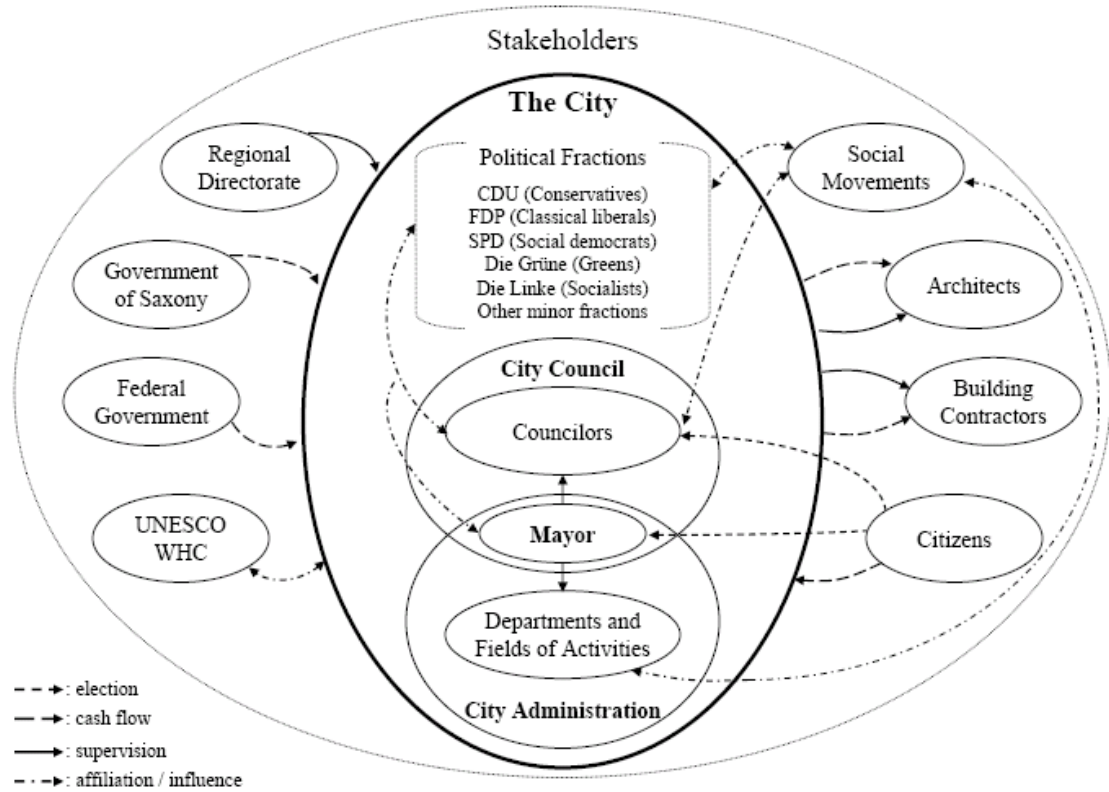 Stakeholders
The City
Regional
Directorate
Government
of Saxony
Federal
Government
UNESCO
WHC
Political Fractions
CDU (Conservatives)
FDP (Classical liberals)
SPD (Social democrats)
Die Grüne (Greens)
Die Linke (Socialists)
Other minor fractions
City Council
Councilors
Mayor
Departments and
Fields of Activities
City Administration
Social
Movements
Architects
Building
Contractors
Citizens
: election
: cash flow
: supervision
: affiliation / influence